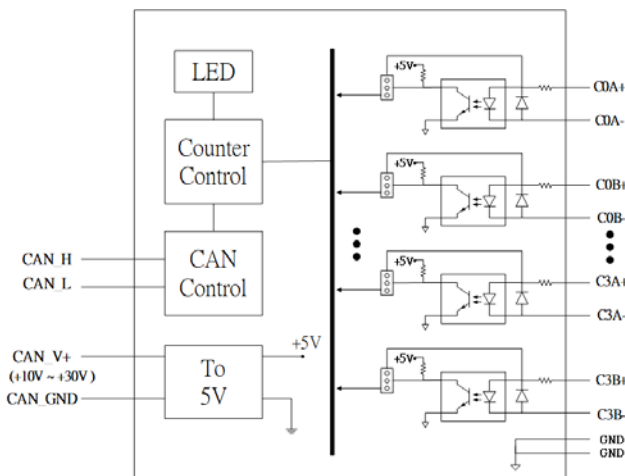 LED
Counter
Control
CAN
Control
CAN_H
CAN_L
CAN_V+
(+10V ~ +30V)
CAN_GND
To
5V
+5V
+5V
C0A+
C0A-
+5V
C0B+
C0B-
+5V
C3A+
C3A-
+5V
C3B+
C3B-
GND
GND